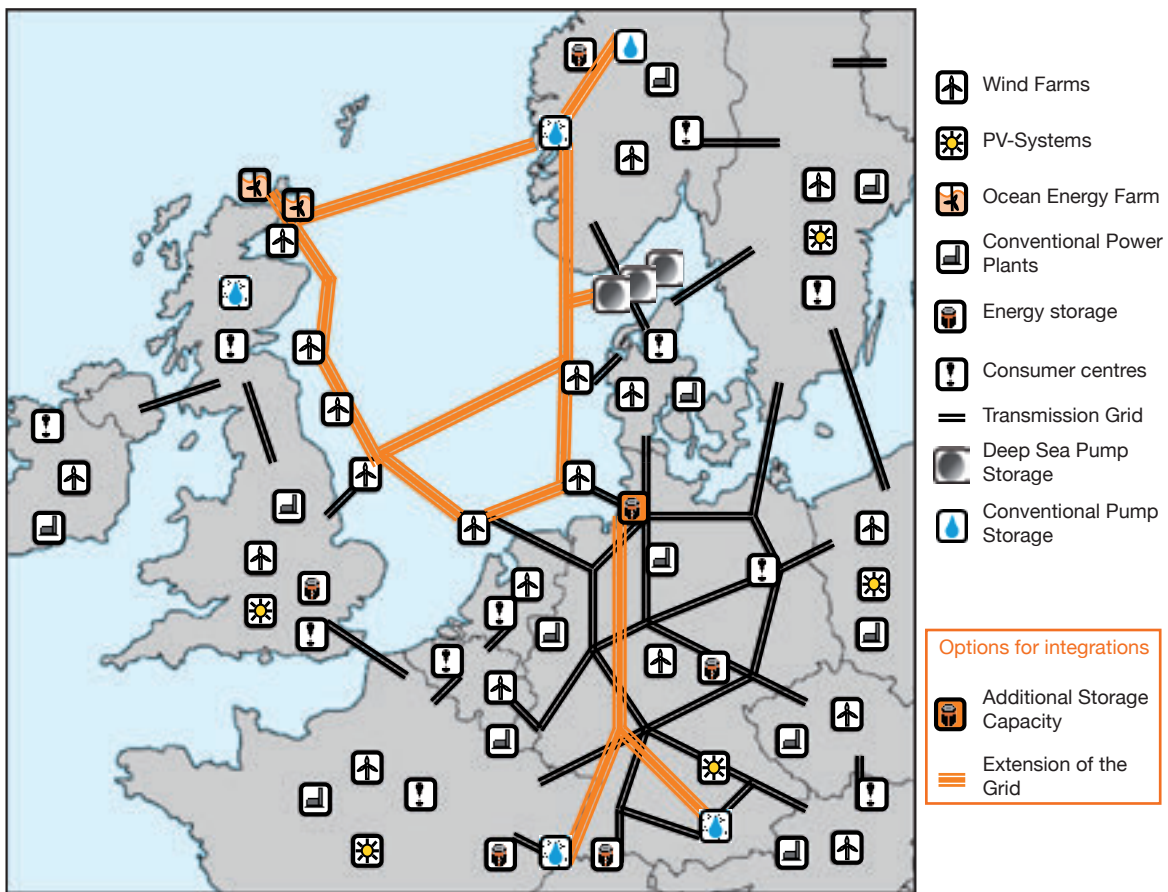 Wind Farms
PV-Systems
Ocean Energy Farm
Conventional Power
Plants
Energy storage
Consumer centres
Transmission Grid
Deep Sea Pump
Storage
Conventional Pump
Storage
Options for integrations
Additional Storage
Capacity
Extension of the
Grid